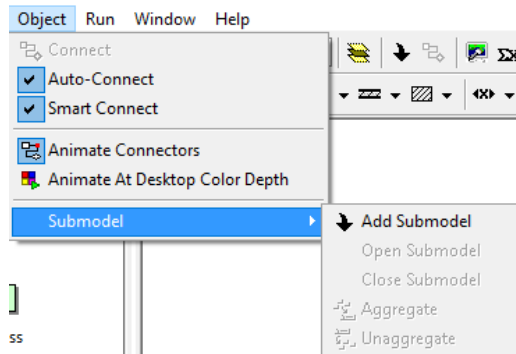 Object Run Window Help
Connect
Auto-Connect
Smart Connect
Animate Connectors
Animate At Desktop Color Depth
Submodel
Add Submodel
Open Submodel
Close Submodel
Aggregate
Unaggregate
ss